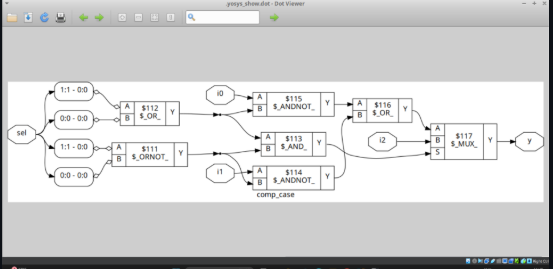 .yosys_show.dot - Dot Viewer
sel
1:1 - 0:0
0:0 - 0:0
1:1 - 0:0
0:0 - 0:0
A
B
$112
$_OR_
Y
A
B
$111
$_ORNOT_
Y
i0
i1
A
B
$115
$_ANDNOT_
Y
A
B
$113
$_AND_
Y
A
B
$114
$_ANDNOT_
Y
A
B
$116
$_OR_
Y
i2
A
B
S
$117
$_MUX_
Y
y
comp_case